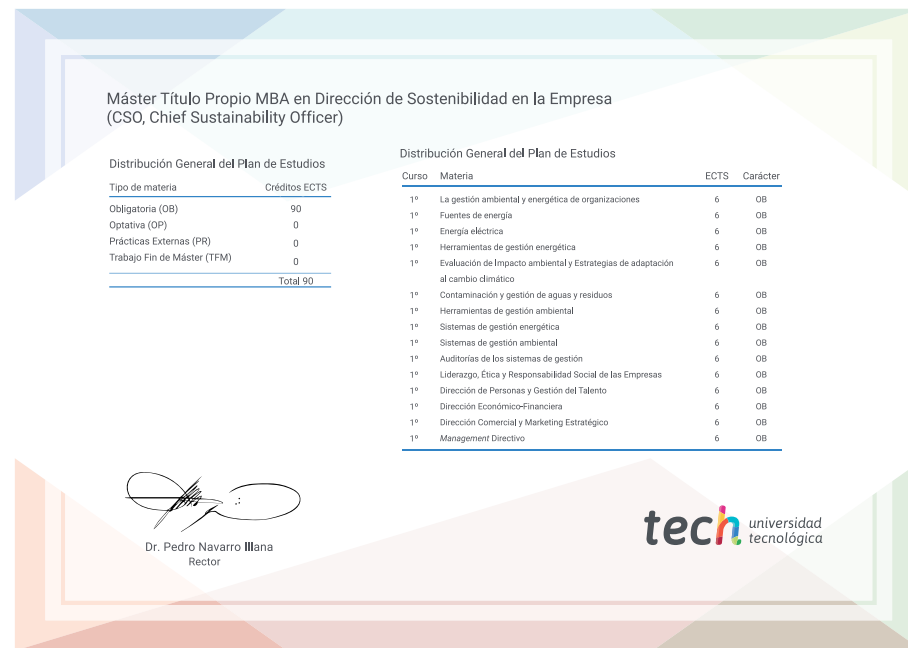 Máster Título Propio MBA en Dirección de Sostenibilidad en la Empresa
(CSO, Chief Sustainability Officer)
Distribución General del Plan de Estudios
Tipo de materia Créditos ECTS
Obligatoria (OB) 90
Optativa (OP) 0
Prácticas Externas (PR) 0
Trabajo Fin de Máster (TFM) 0
Total 90
Distribución General del Plan de Estudios
Curso Materia ECTS Carácter
1º La gestión ambiental y energética de organizaciones 6 OB
1º Fuentes de energía 6 OB
1º Energía eléctrica 6 OB
1º Herramientas de gestión energética 6 OB
1º Evaluación de Impacto ambiental y Estrategias de adaptación 6 OB
al cambio climático
1º Contaminación y gestión de aguas y residuos 6 OB
1º Herramientas de gestión ambiental 6 OB
1º Sistemas de gestión energética 6 OB
1º Sistemas de gestión ambiental 6 OB
1º Auditorías de los sistemas de gestión 6 OB
1º Liderazgo, Ética y Responsabilidad Social de las Empresas 6 OB
1º Dirección de Personas y Gestión del Talento 6 OB
1º Dirección Económico-Financiera 6 OB
1º Dirección Comercial y Marketing Estratégico 6 OB
1º Management Directivo 6 OB
Dr. Pedro Navarro Illana
Rector
tech universidad
tecnológica